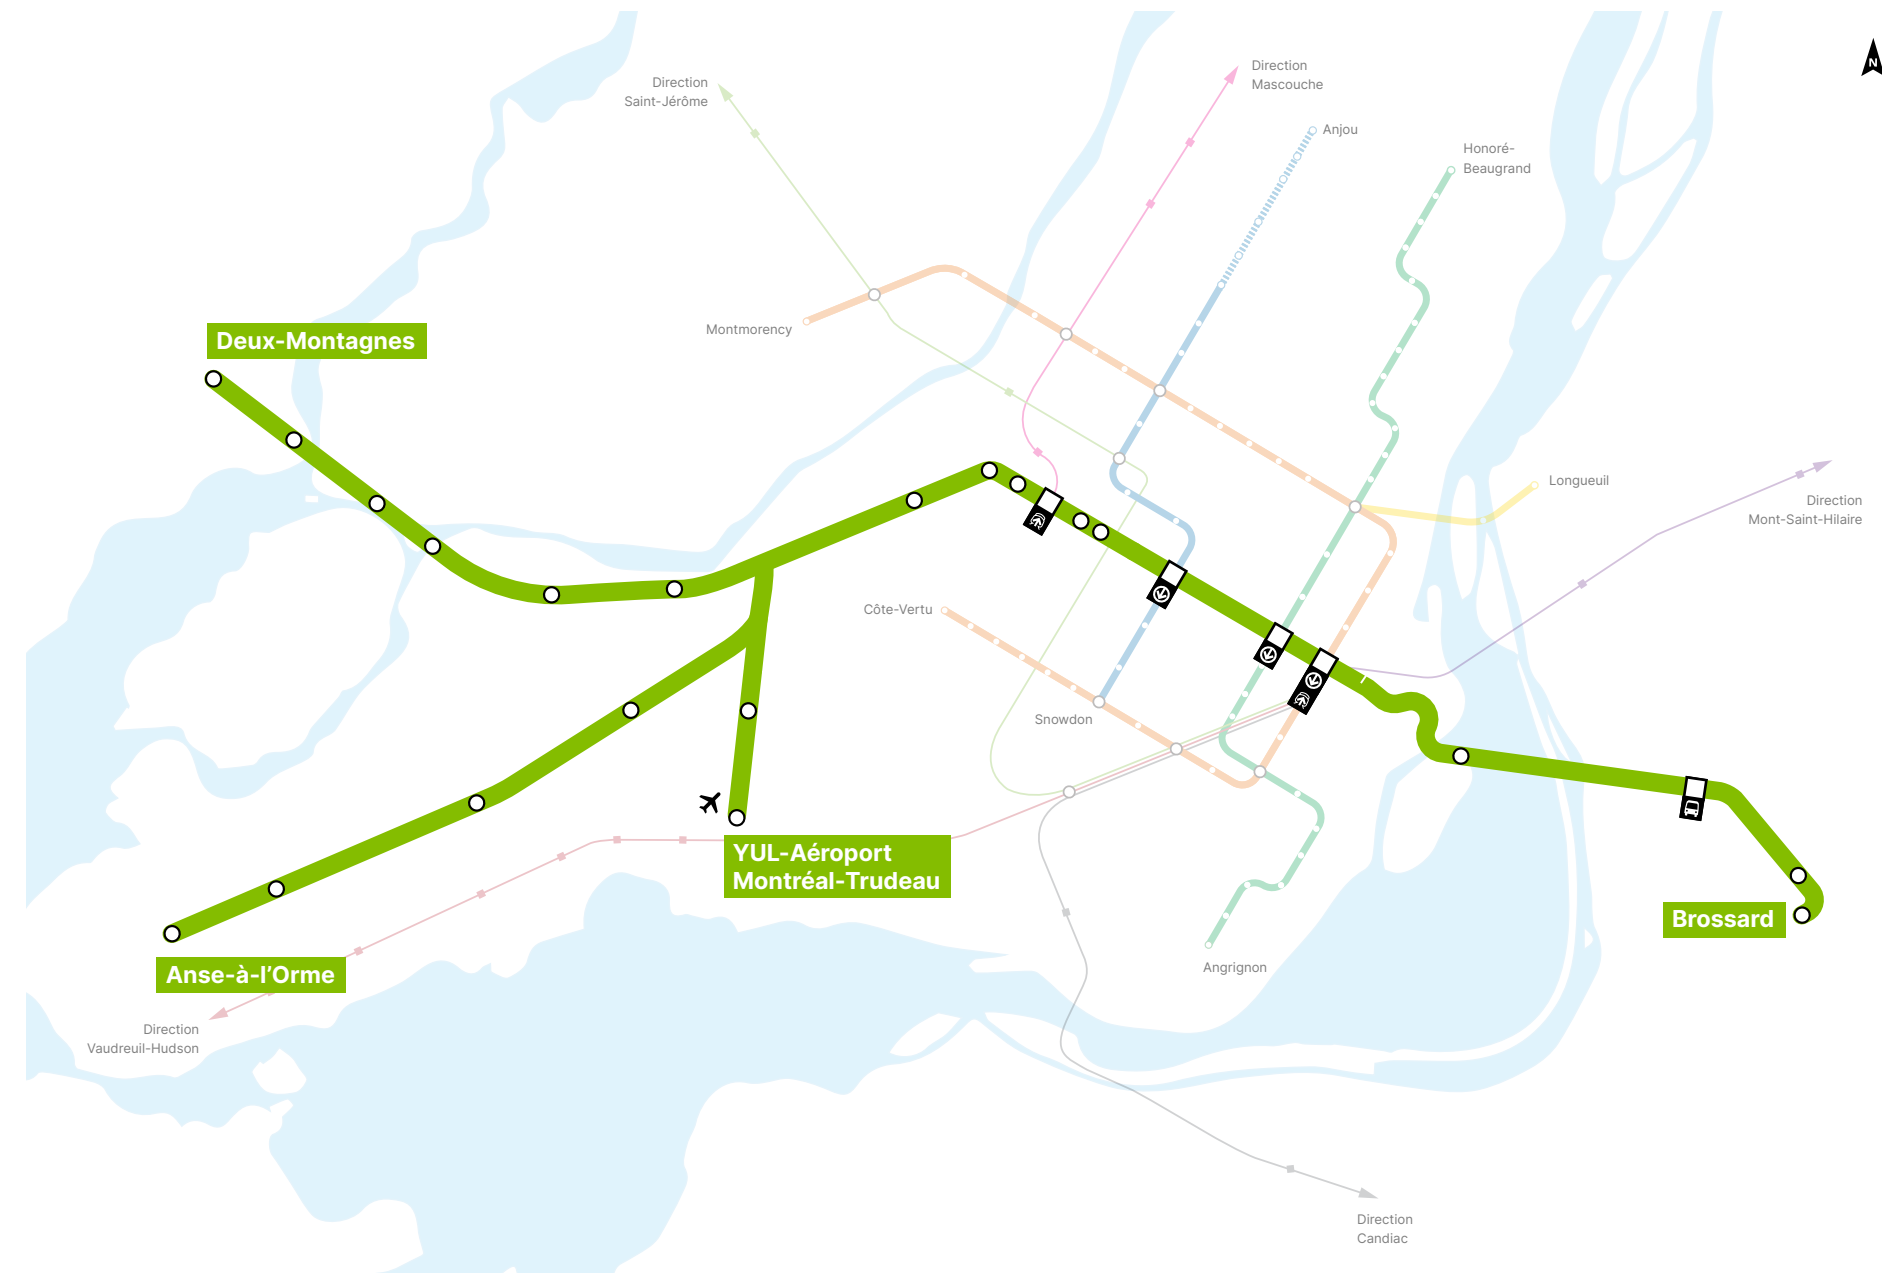 N
Direction
Saint-Jérôme
Direction
Mascouche
Anjou
Honoré-
Beaugrand
Montmorency
Deux-Montagnes
Longueuil
Direction
Mont-Saint-Hilaire
Côte-Vertu
Snowdon
YUL-Aéroport
Montréal-Trudeau
Brossard
Anse-à-l'Orme
Angrignon
Direction
Vaudreuil-Hudson
Direction
Candiac